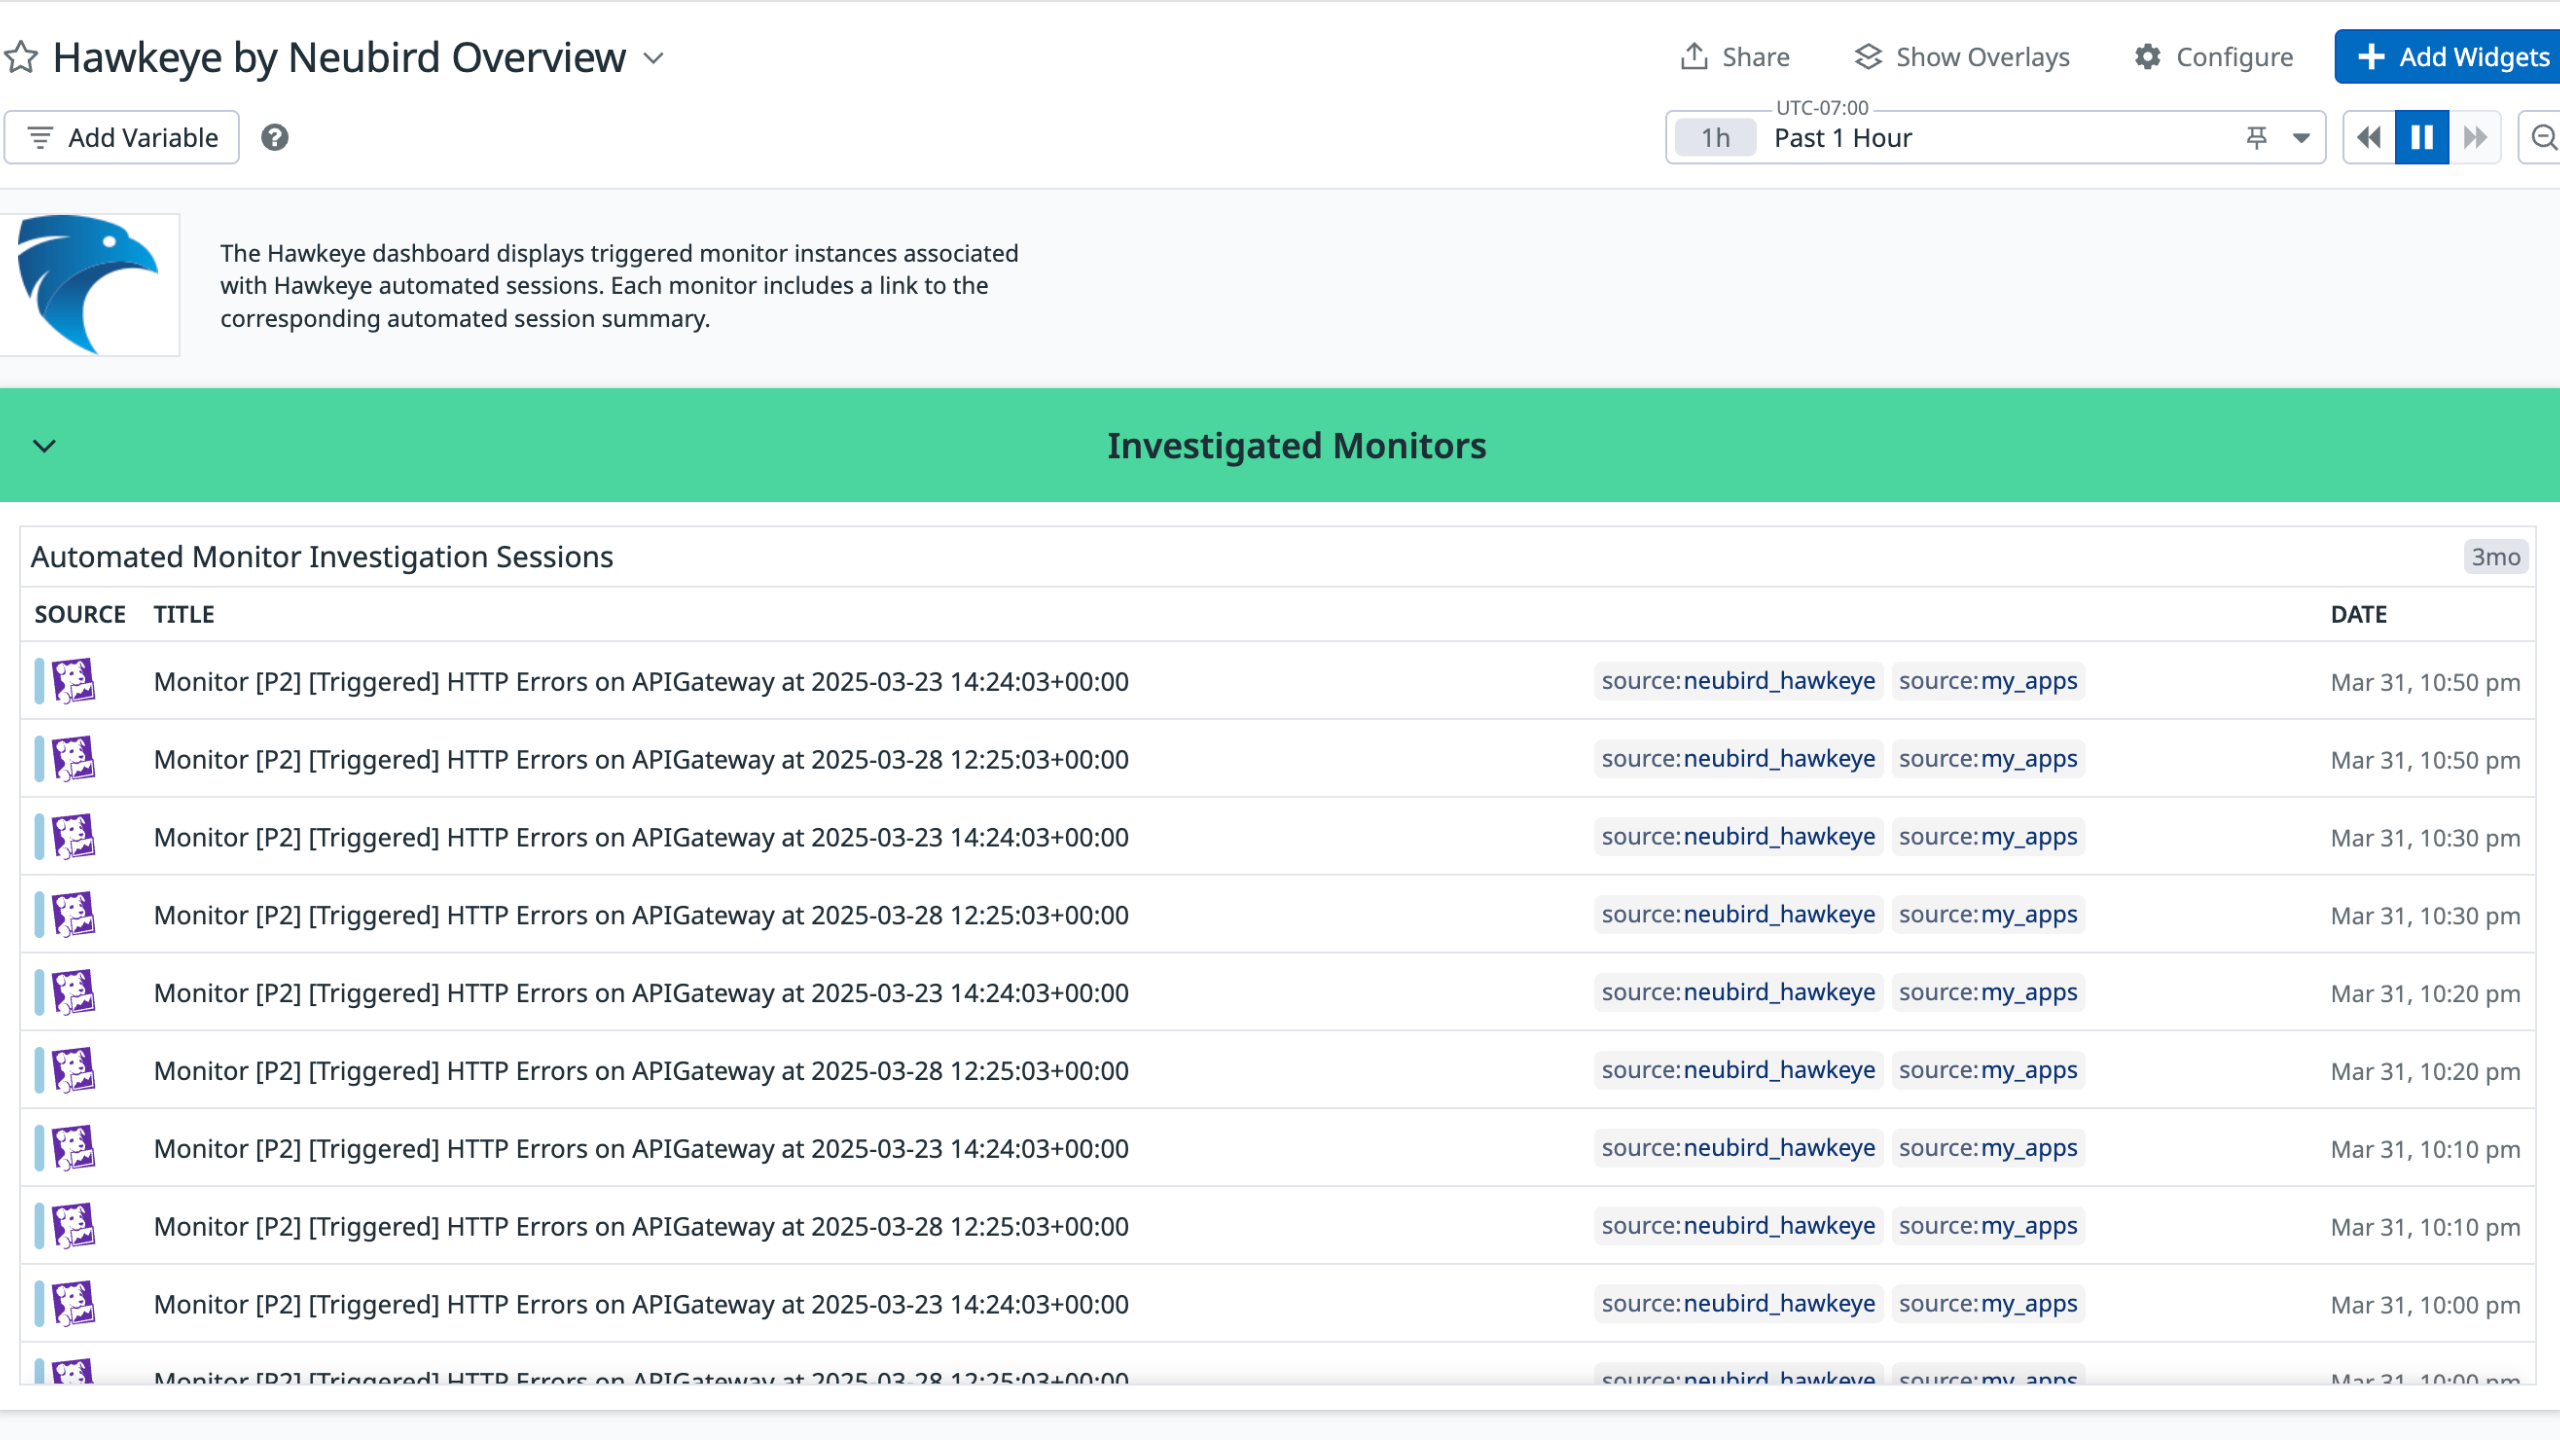 Hawkeye by Neubird Overview
Share
Show Overlays
Configure
Add Widgets
Add Variable
UTC-07:00
1h Past 1 Hour
The Hawkeye dashboard displays triggered monitor instances associated
with Hawkeye automated sessions. Each monitor includes a link to the
corresponding automated session summary.
Investigated Monitors
Automated Monitor Investigation Sessions 3mo
SOURCE TITLE DATE
Monitor [P2] [Triggered] HTTP Errors on APIGateway at 2025-03-23 14:24:03+00:00 source:neubird_hawkeye source:my_apps Mar 31, 10:50 pm
Monitor [P2] [Triggered] HTTP Errors on APIGateway at 2025-03-28 12:25:03+00:00 source:neubird_hawkeye source:my_apps Mar 31, 10:50 pm
Monitor [P2] [Triggered] HTTP Errors on APIGateway at 2025-03-23 14:24:03+00:00 source:neubird_hawkeye source:my_apps Mar 31, 10:30 pm
Monitor [P2] [Triggered] HTTP Errors on APIGateway at 2025-03-28 12:25:03+00:00 source:neubird_hawkeye source:my_apps Mar 31, 10:30 pm
Monitor [P2] [Triggered] HTTP Errors on APIGateway at 2025-03-23 14:24:03+00:00 source:neubird_hawkeye source:my_apps Mar 31, 10:20 pm
Monitor [P2] [Triggered] HTTP Errors on APIGateway at 2025-03-28 12:25:03+00:00 source:neubird_hawkeye source:my_apps Mar 31, 10:20 pm
Monitor [P2] [Triggered] HTTP Errors on APIGateway at 2025-03-23 14:24:03+00:00 source:neubird_hawkeye source:my_apps Mar 31, 10:10 pm
Monitor [P2] [Triggered] HTTP Errors on APIGateway at 2025-03-28 12:25:03+00:00 source:neubird_hawkeye source:my_apps Mar 31, 10:10 pm
Monitor [P2] [Triggered] HTTP Errors on APIGateway at 2025-03-23 14:24:03+00:00 source:neubird_hawkeye source:my_apps Mar 31, 10:00 pm
Monitor [P2] [Triggered] HTTP Errors on APIGateway at 2025-03-28 12:25:03+00:00 source:neubird_hawkeye source:my_apps Mar 31, 10:00 pm